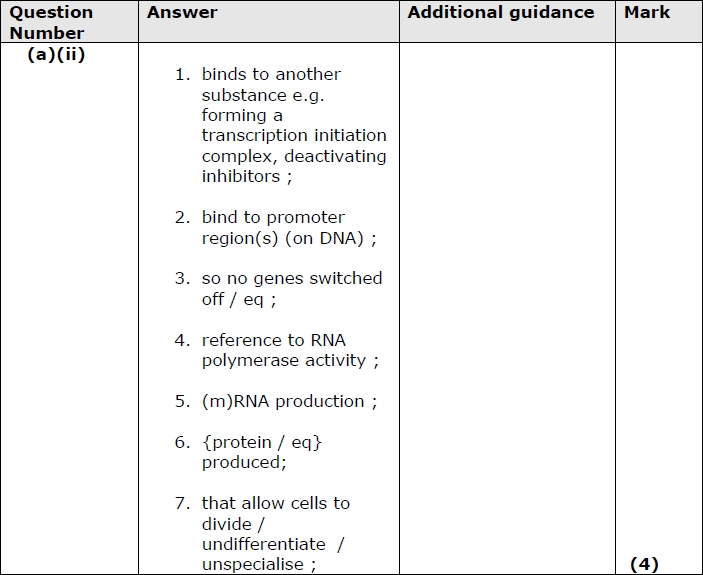 Question Number
Answer
Additional guidance
Mark
(a)(ii)
1. binds to another
substance e.g.
forming a
transcription initiation
complex, deactivating
inhibitors ;
2. bind to promoter
region(s) (on DNA) ;
3. so no genes switched
off / eq ;
4. reference to RNA
polymerase activity ;
5. (m)RNA production ;
6. {protein / eq}
produced;
7. that allow cells to
divide /
undifferentiate /
unspecialise ;
(4)